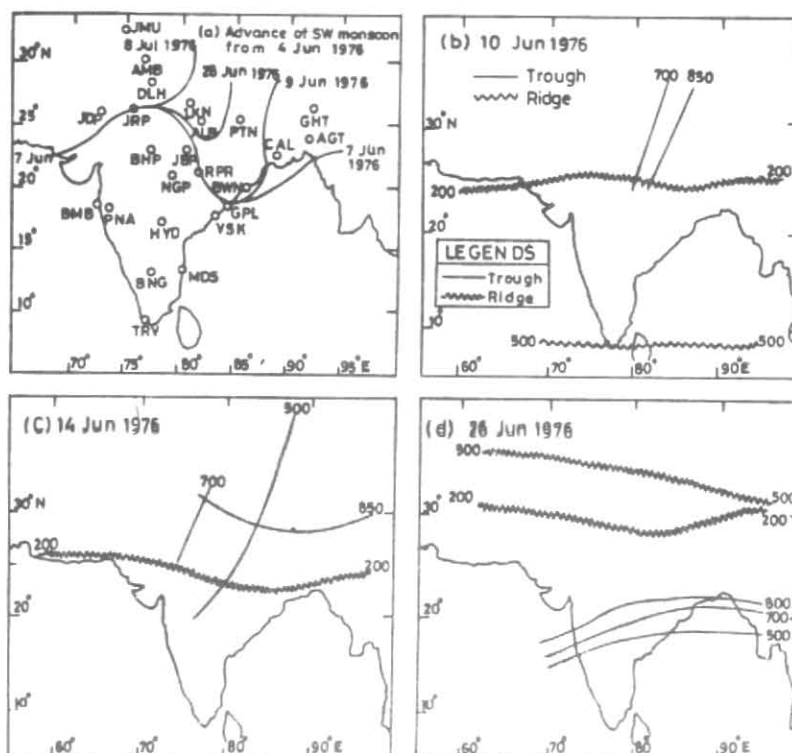 (a) Advance of SW monsoon
from 4 Jun 1976
JMU
8 Jul 1976
30°N
AMB
DLH
26 Jun 1976
9 Jun 1976
25°
JDP
JRP
LKN
ALB
PTN
GHT
AGT
CAL
7 Jun
7 Jun
1976
BHP
JBP
RPR
20°
NGP
BWN
GPL
BMB
PNA
HYD
VSK
15°
BNG
MDS
10°
TRV
70°
75°
80°
85°
90°
95°E
(b) 10 Jun 1976
Trough
Ridge
700
850
30°N
200
200
20°
LEGENDS
Trough
Ridge
10°
500
500
60°
70°
80°
90°E
(C) 14 Jun 1976
500
700
30°N
850
200
200
20°
10°
60°
70°
80°
90°E
(d) 26 Jun 1976
500
500
30°
200
200
20°
700
500
10°
60°
70°
80°
90°E